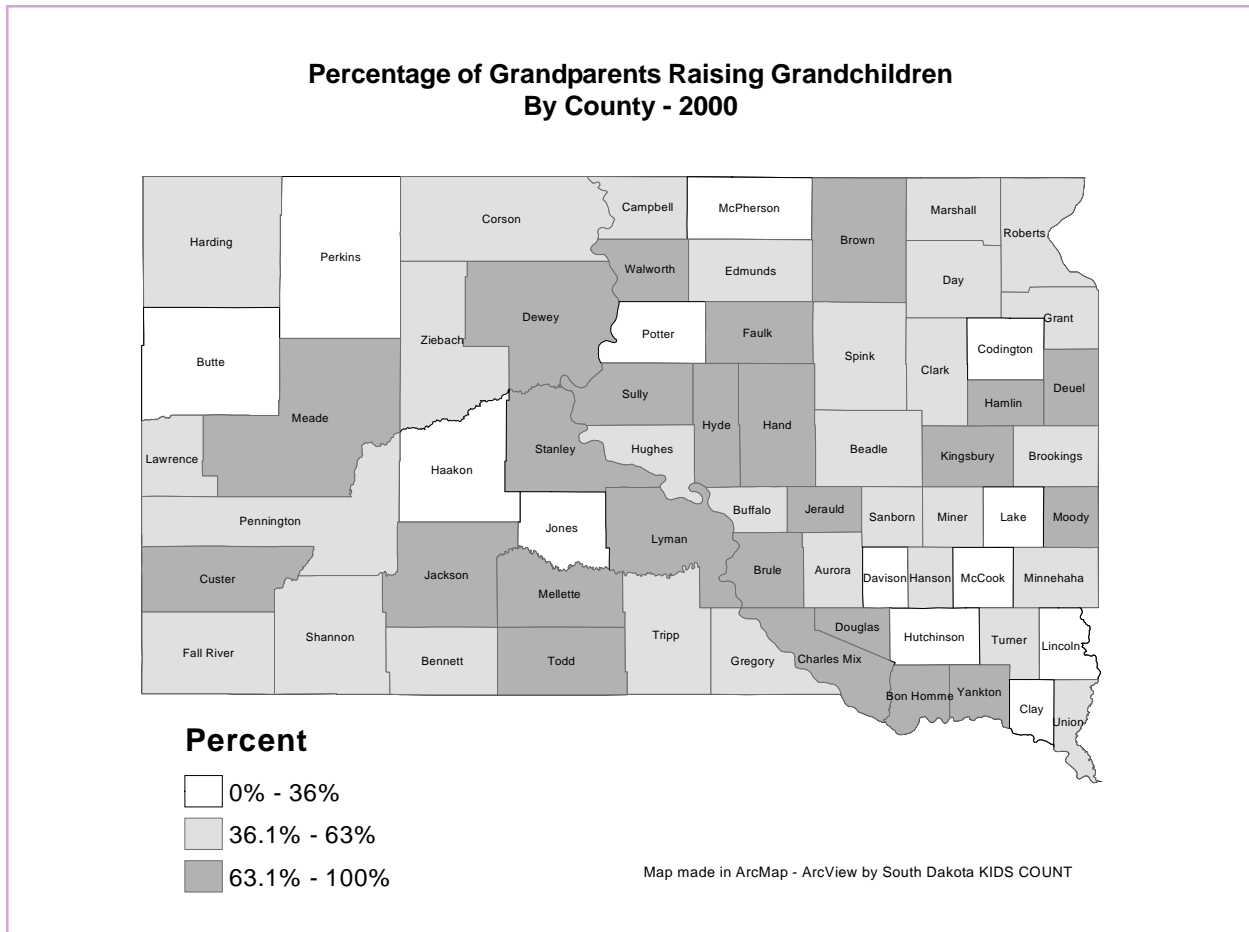 Percentage of Grandparents Raising Grandchildren
By County - 2000
Harding
Perkins
Corson
Campbell
McPherson
Brown
Marshall
Roberts
Walworth
Edmunds
Day
Dewey
Ziebach
Potter
Faulk
Spink
Clark
Codington
Grant
Butte
Meade
Sully
Hyde
Hand
Hamlin
Deuel
Lawrence
Haakon
Stanley
Hughes
Beadle
Kingsbury
Brookings
Pennington
Jones
Lyman
Buffalo
Jerauld
Sanborn
Miner
Lake
Moody
Custer
Jackson
Mellette
Brule
Aurora
Davison
Hanson
McCook
Minnehaha
Fall River
Shannon
Bennett
Todd
Tripp
Gregory
Charles Mix
Douglas
Hutchinson
Turner
Lincoln
Bon Homme
Yankton
Clay
Union
Percent
0% - 36%
36.1% - 63%
63.1% - 100%
Map made in ArcMap - ArcView by South Dakota KIDS COUNT